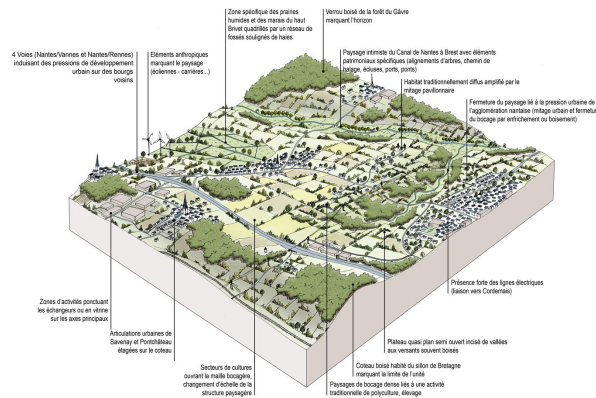 Zone spécifique des prairies
humides et des marais du haut
Brivet quadrillés par un réseau de
fossés soulignés de haies
Verrou boisé de la forêt du Gâvre
marquant l'horizon
4 Voies (Nantes/Vannes et Nantes/Rennes)
induisant des pressions de développement
urbain sur des bourgs
voisins
Eléments anthropiques
marquant le paysage
(éoliennes - carrières...)
Paysage intimiste du Canal de Nantes à Brest avec éléments
patrimoniaux spécifiques (alignements d'arbres, chemin de
halage, écluses, ports, ponts)
Habitat traditionnellement diffus amplifié par le
mitage pavillonnaire
Fermeture du paysage lié à la pression urbaine de
l'agglomération nantaise (mitage urbain et fermeture
du bocage par enfrichement ou boisement)
Présence forte des lignes électriques
(liaison vers Cordemais)
Zones d'activités ponctuant
les échangeurs ou en vitrine
sur les axes principaux
Articulations urbaines de
Savenay et Pontchâteau
étagées sur le coteau
Plateau quasi plan semi ouvert incisé de vallées
aux versants souvent boisés
Secteurs de cultures
ouvrant la maille bocagère,
changement d'échelle de la
structure paysagère
Coteau boisé habité du sillon de Bretagne
marquant la limite de l'unité
Paysages de bocage dense liés à une activité
traditionnelle de polyculture, élevage